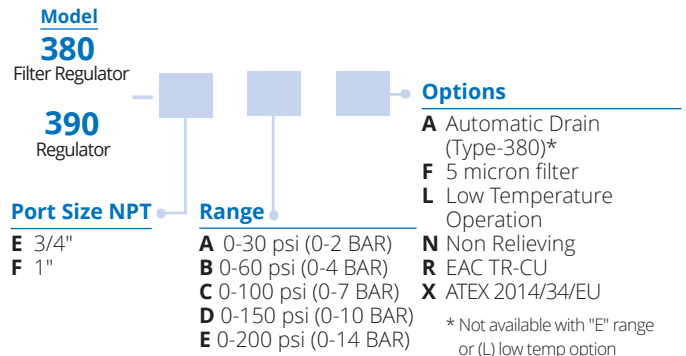 Model
380
Filter Regulator
390
Regulator
Port Size NPT
E 3/4"
F 1"
Range
A 0-30 psi (0-2 BAR)
B 0-60 psi (0-4 BAR)
C 0-100 psi (0-7 BAR)
D 0-150 psi (0-10 BAR)
E 0-200 psi (0-14 BAR)
Options
A Automatic Drain
(Type-380)*
F 5 micron filter
L Low Temperature
Operation
N Non Relieving
R EAC TR-CU
X ATEX 2014/34/EU
* Not available with "E" range
or (L) low temp option